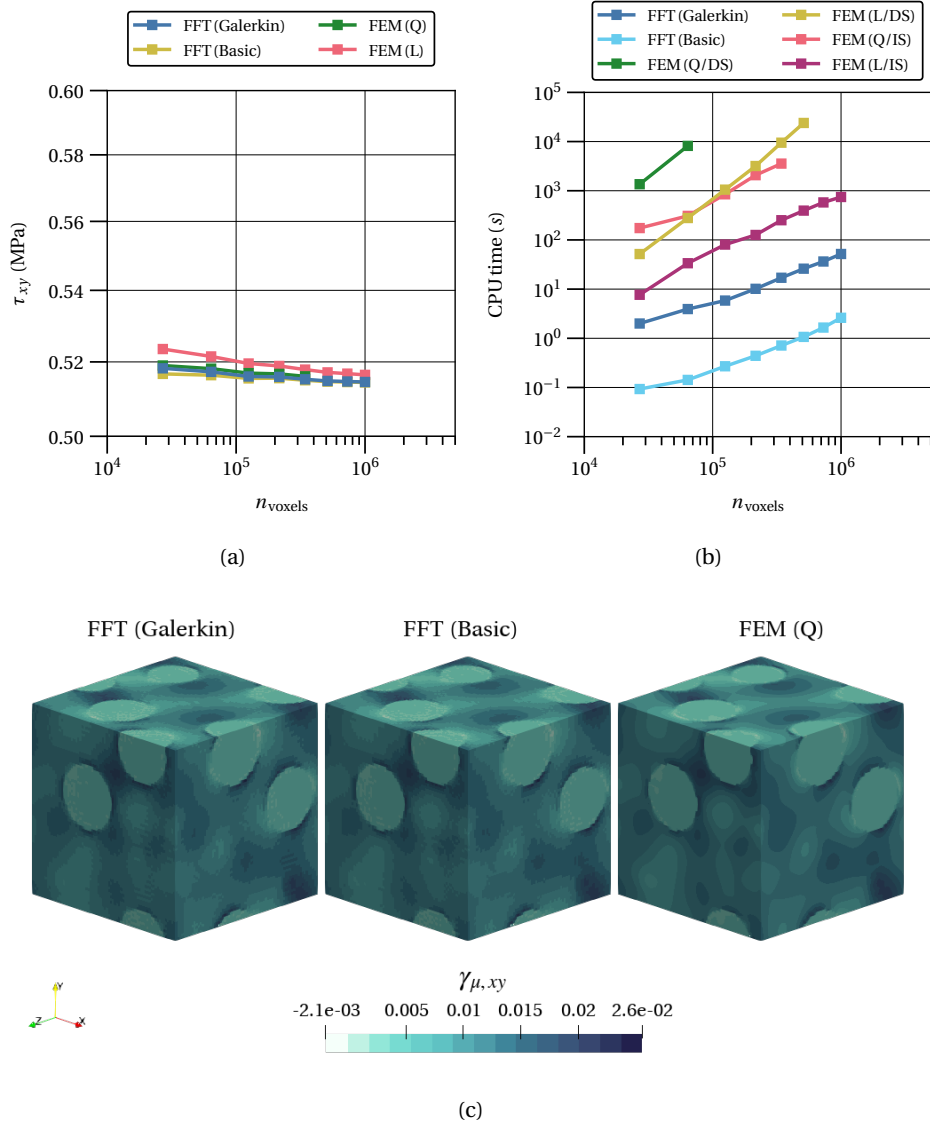 FFT (Galerkin) FEM (Q)
FFT (Basic) FEM (L)
0.60
0.58
0.56
0.54
0.52
0.50
τxy (MPa)
10^4 10^5 10^6
n_voxels
(a)
FFT (Galerkin) FEM (L/DS)
FFT (Basic) FEM (Q/IS)
FEM (Q/DS) FEM (L/IS)
10^5
10^4
10^3
10^2
10^1
10^0
10^−1
10^−2
CPU time (s)
10^4 10^5 10^6
n_voxels
(b)
FFT (Galerkin) FFT (Basic) FEM (Q)
Y
Z X
γμ,xy
-2.1e-03 0.005 0.01 0.015 0.02 2.6e-02
(c)